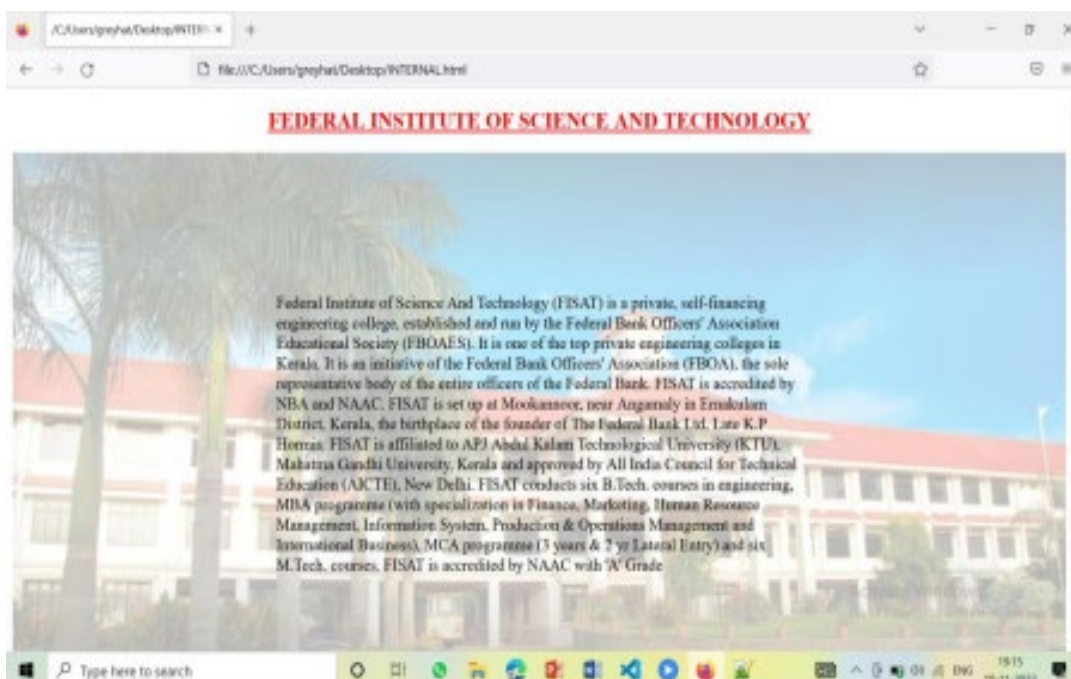 /C:/Users/greyhat/Desktop/INTERN
file:///C:/Users/greyhat/Desktop/INTERNAL.html
FEDERAL INSTITUTE OF SCIENCE AND TECHNOLOGY
Federal Institute of Science And Technology (FISAT) is a private, self-financing
engineering college, established and run by the Federal Bank Officers' Association
Educational Society (FBOAES). It is one of the top private engineering colleges in
Kerala. It is an initiative of the Federal Bank Officers' Association (FBOA), the sole
representative body of the entire officers of the Federal Bank. FISAT is accredited by
NBA and NAAC. FISAT is set up at Mookannoor, near Angamaly in Ernakulam
District, Kerala, the birthplace of the founder of The Federal Bank Ltd, Late K.P
Hormis. FISAT is affiliated to APJ Abdul Kalam Technological University (KTU),
Mahatma Gandhi University, Kerala and approved by All India Council for Technical
Education (AICTE), New Delhi. FISAT conducts six B.Tech. courses in engineering,
MBA programme (with specialization in Finance, Marketing, Human Resource
Management, Information System, Production & Operations Management and
International Business), MCA programme (3 years & 2 yr Lateral Entry) and six
M.Tech. courses. FISAT is accredited by NAAC with 'A' Grade
Type here to search
ENG
19:15